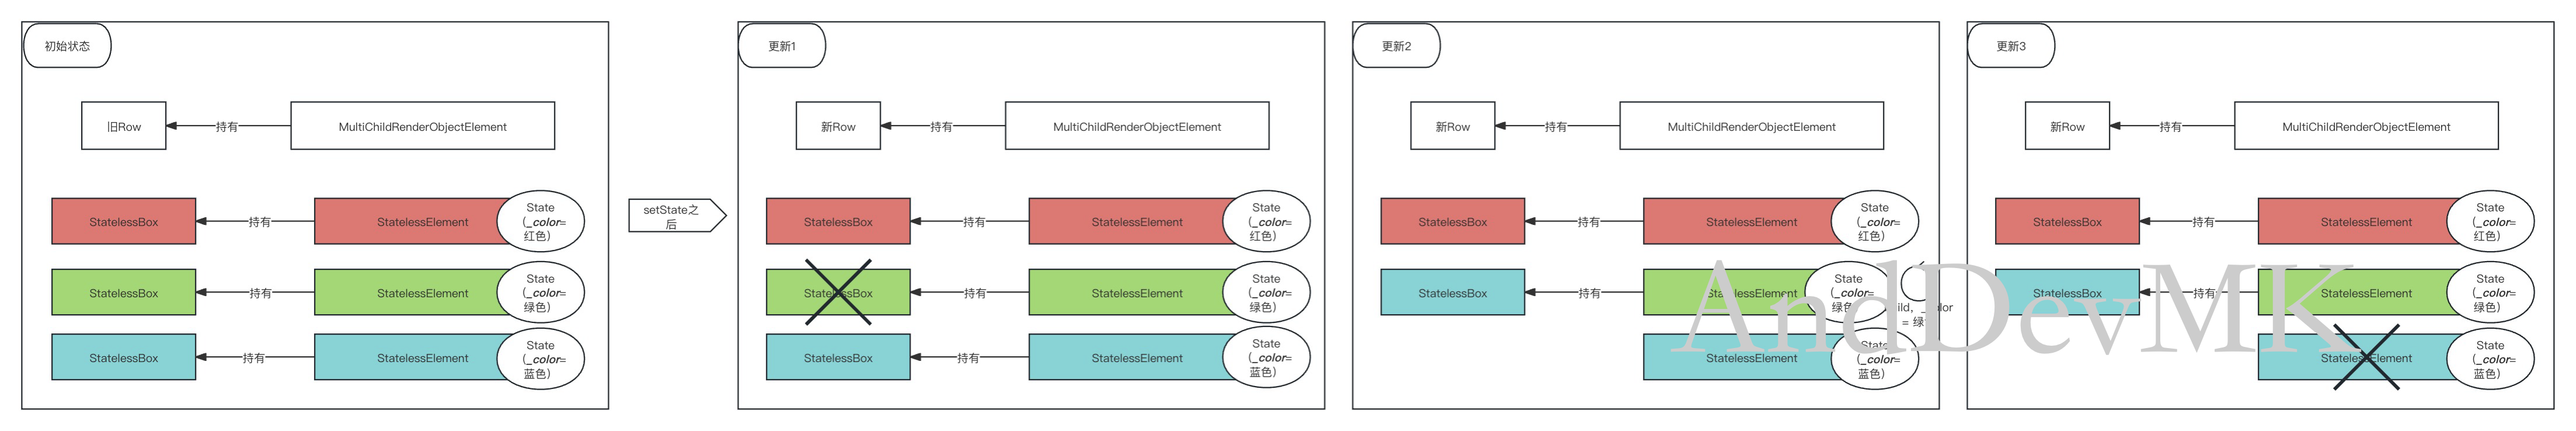 初始状态
旧Row
持有
MultiChildRenderObjectElement
StatelessBox
持有
StatelessElement
State
(_color=
红色)
StatelessBox
持有
StatelessElement
State
(_color=
绿色)
StatelessBox
持有
StatelessElement
State
(_color=
蓝色)
setState之
后
更新1
新Row
持有
MultiChildRenderObjectElement
StatelessBox
持有
StatelessElement
State
(_color=
红色)
StatelessBox
持有
StatelessElement
State
(_color=
绿色)
StatelessBox
持有
StatelessElement
State
(_color=
蓝色)
更新2
新Row
持有
MultiChildRenderObjectElement
StatelessBox
持有
StatelessElement
State
(_color=
红色)
StatelessBox
持有
StatelessElement
State
(_color=
绿色)
StatelessElement
State
(_color=
蓝色)
更新3
新Row
持有
MultiChildRenderObjectElement
StatelessBox
持有
StatelessElement
State
(_color=
红色)
StatelessBox
持有
StatelessElement
State
(_color=
绿色)
StatelessElement
State
(_color=
蓝色)
AndDevMK